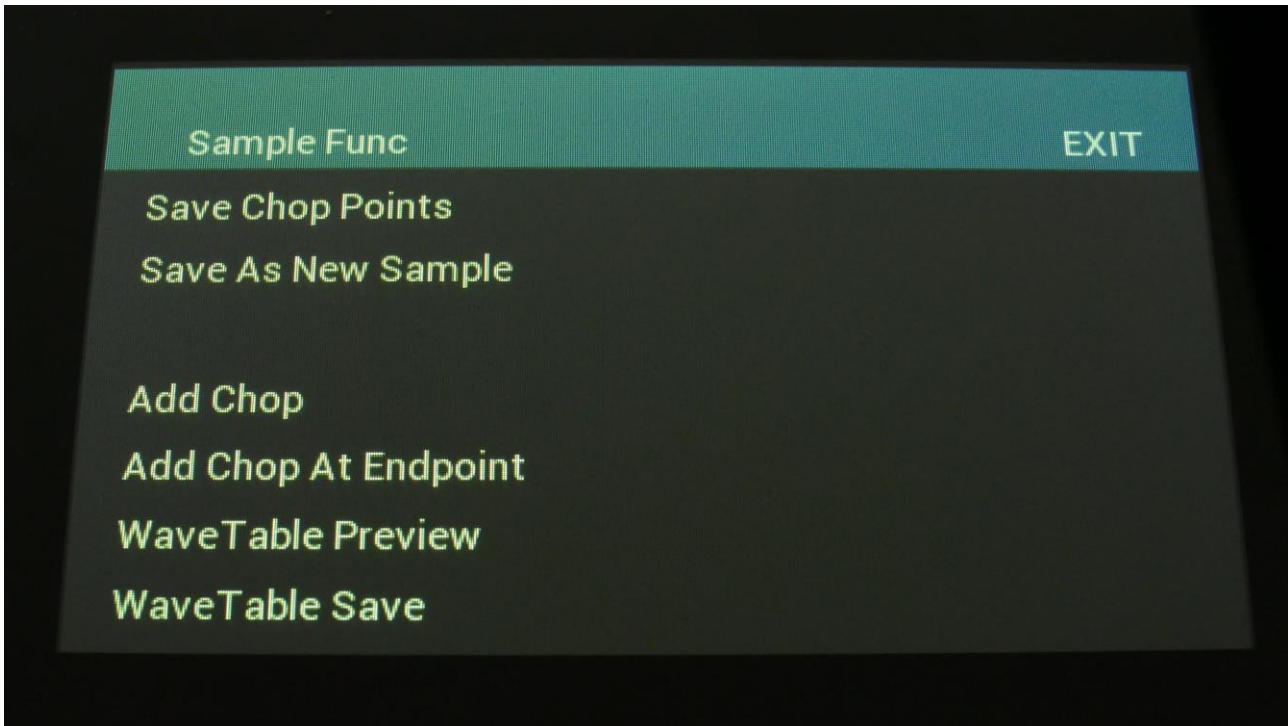 Sample Func EXIT
Save Chop Points
Save As New Sample
Add Chop
Add Chop At Endpoint
WaveTable Preview
WaveTable Save